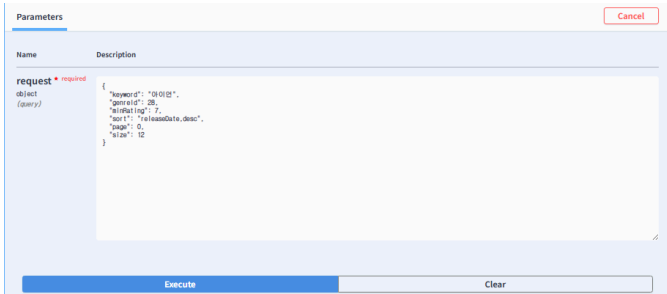 Parameters
Cancel
Name Description
request * required
object
(query)
{
"keyword": "아이언",
"genreId": 28,
"minRating": 7,
"sort": "releaseDate,desc",
"page": 0,
"size": 12
}
Execute Clear